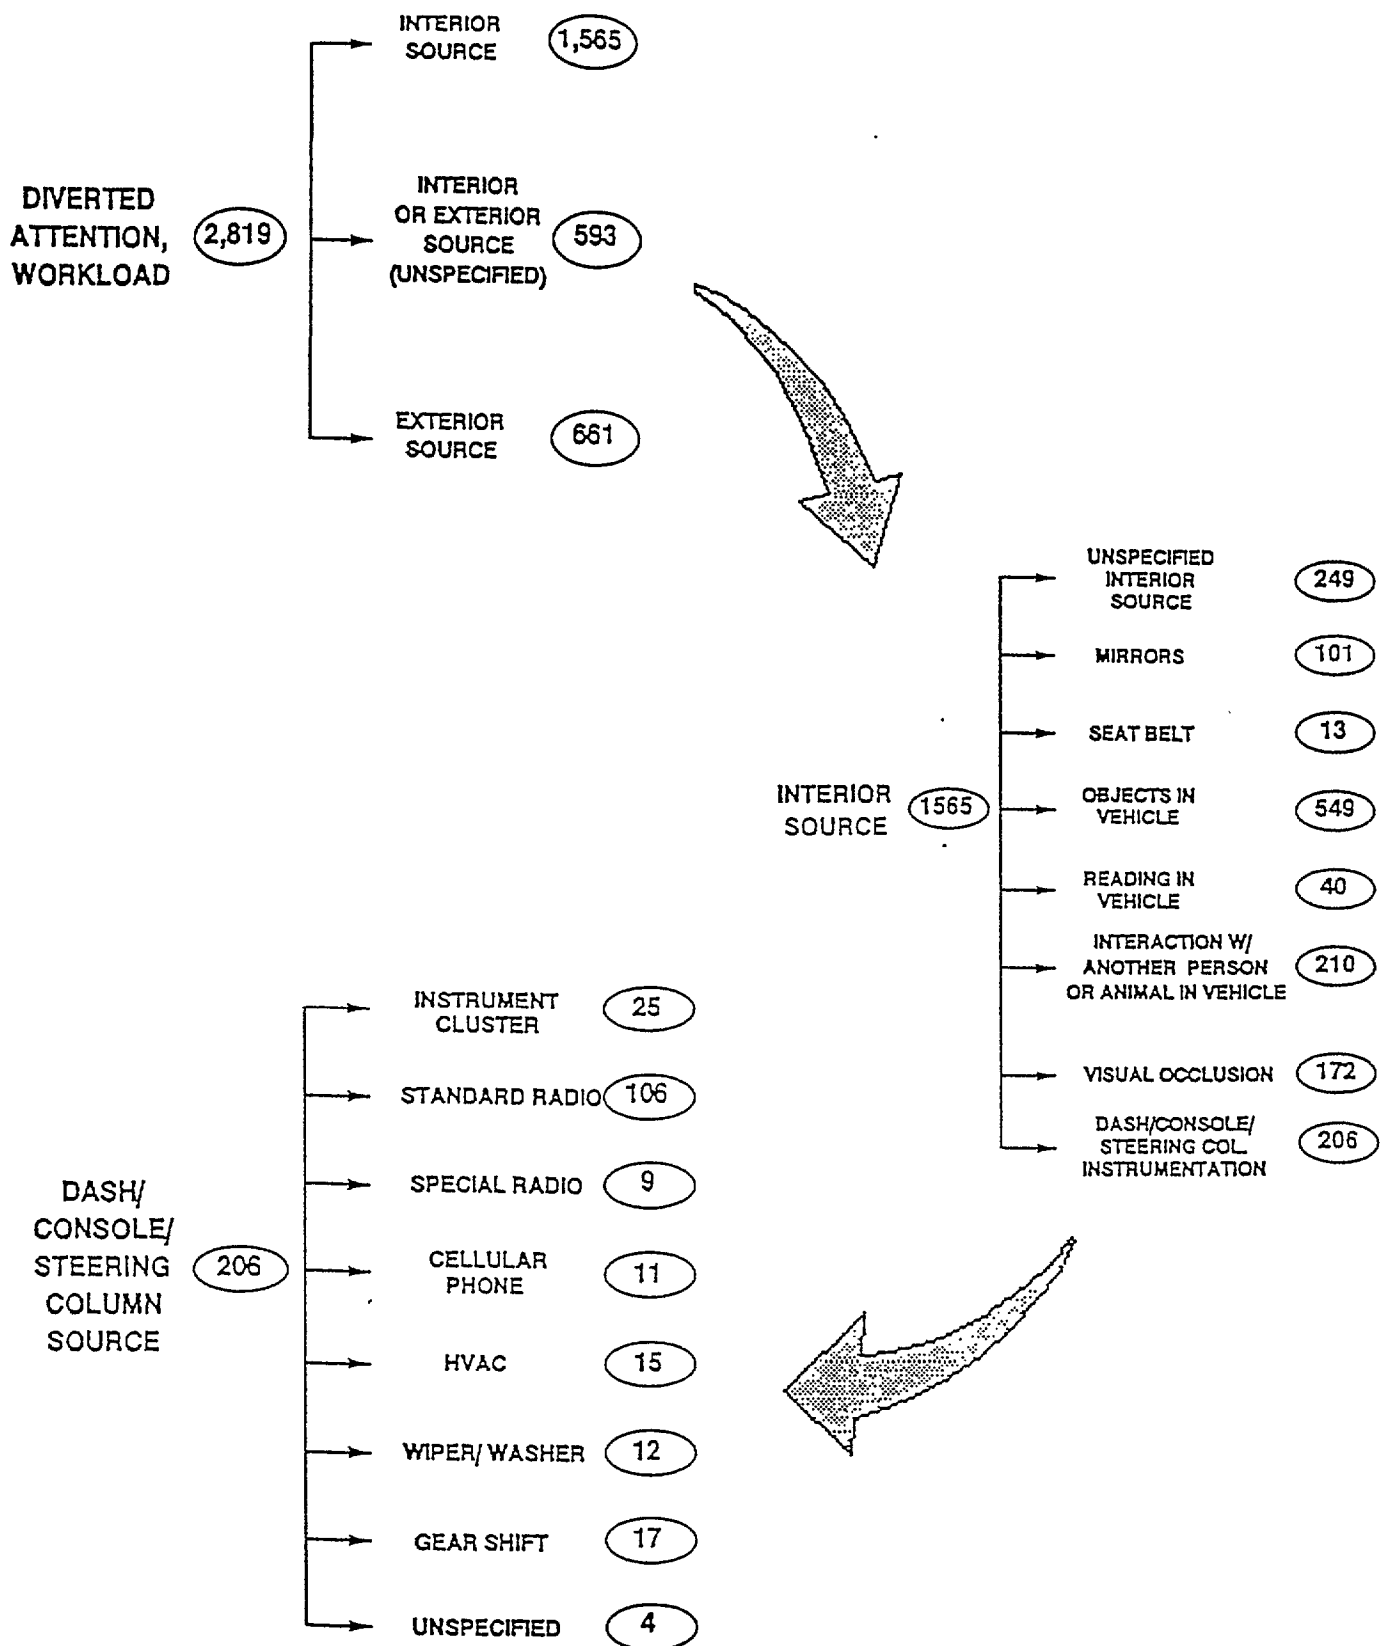 INTERIOR
SOURCE
1,565
DIVERTED
ATTENTION,
WORKLOAD
2,819
INTERIOR
OR EXTERIOR
SOURCE
(UNSPECIFIED)
593
EXTERIOR
SOURCE
661
INTERIOR
SOURCE
1565
UNSPECIFIED
INTERIOR
SOURCE
249
MIRRORS
101
SEAT BELT
13
OBJECTS IN
VEHICLE
549
READING IN
VEHICLE
40
INTERACTION W/
ANOTHER PERSON
OR ANIMAL IN VEHICLE
210
VISUAL OCCLUSION
172
DASH/CONSOLE/
STEERING COL.
INSTRUMENTATION
206
DASH/
CONSOLE/
STEERING
COLUMN
SOURCE
206
INSTRUMENT
CLUSTER
25
STANDARD RADIO
106
SPECIAL RADIO
9
CELLULAR
PHONE
11
HVAC
15
WIPER/ WASHER
12
GEAR SHIFT
17
UNSPECIFIED
4